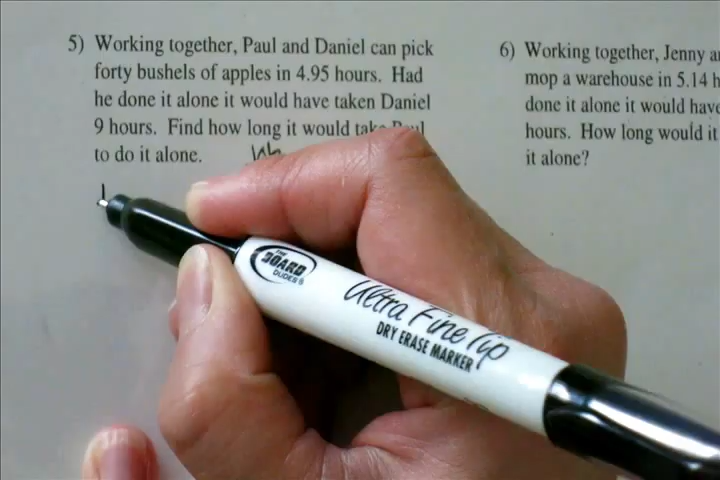 5) Working together, Paul and Daniel can pick
forty bushels of apples in 4.95 hours. Had
he done it alone it would have taken Daniel
9 hours. Find how long it would take Paul
to do it alone.
6) Working together, Jenny
mop a warehouse in 5.14 h
done it alone it would have
hours. How long would it
it alone?
THE
BOARD
DUDES®
Ultra Fine Tip
DRY ERASE MARKER